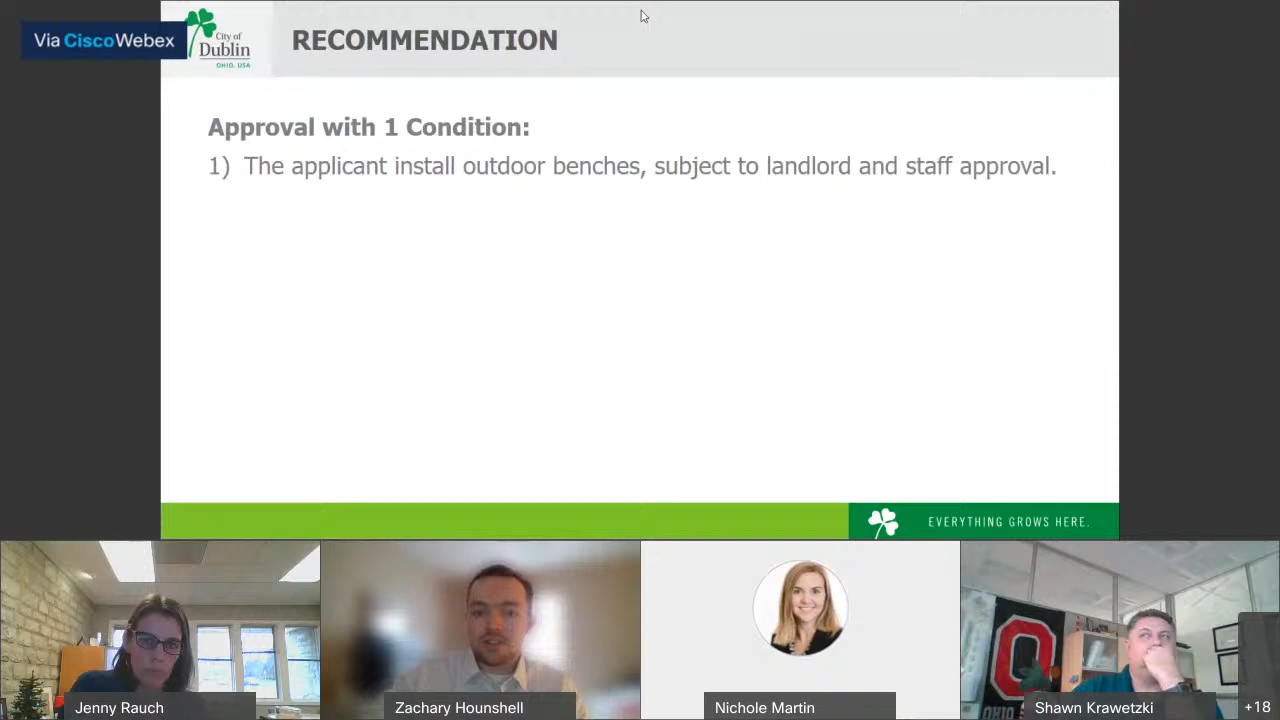 Via CiscoWebex
City of
Dublin
OHIO, USA
RECOMMENDATION
Approval with 1 Condition:
1) The applicant install outdoor benches, subject to landlord and staff approval.
EVERYTHING GROWS HERE.
O
OHIO
Jenny Rauch
Zachary Hounshell
Nichole Martin
Shawn Krawetzki
+18